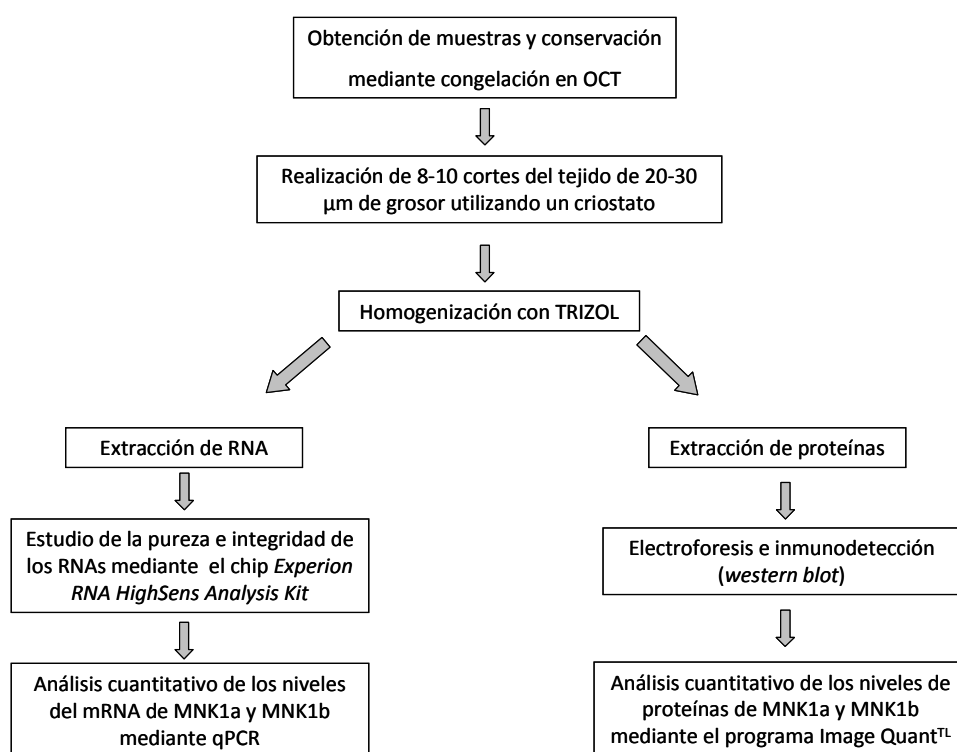 Obtención de muestras y conservación
mediante congelación en OCT
Realización de 8-10 cortes del tejido de 20-30
µm de grosor utilizando un criostato
Homogenización con TRIZOL
Extracción de RNA
Estudio de la pureza e integridad de
los RNAs mediante el chip Experion
RNA HighSens Analysis Kit
Análisis cuantitativo de los niveles
del mRNA de MNK1a y MNK1b
mediante qPCR
Extracción de proteínas
Electroforesis e inmunodetección
(western blot)
Análisis cuantitativo de los niveles de
proteínas de MNK1a y MNK1b
mediante el programa Image Quant™TL